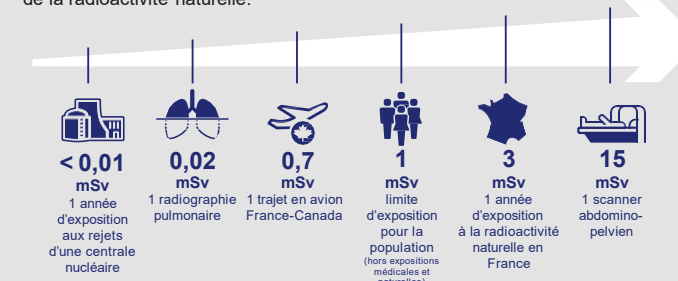 de la radioactivité naturelle.
< 0,01
mSv
1 année
d'exposition
aux rejets
d'une centrale
nucléaire
0,02
mSv
1 radiographie
pulmonaire
0,7
mSv
1 trajet en avion
France-Canada
1
mSv
limite
d'exposition
pour la
population
(hors expositions
médicales et
naturelles)
3
mSv
1 année
d'exposition
à la radioactivité
naturelle en
France
15
mSv
1 scanner
abdomino-
pelvien